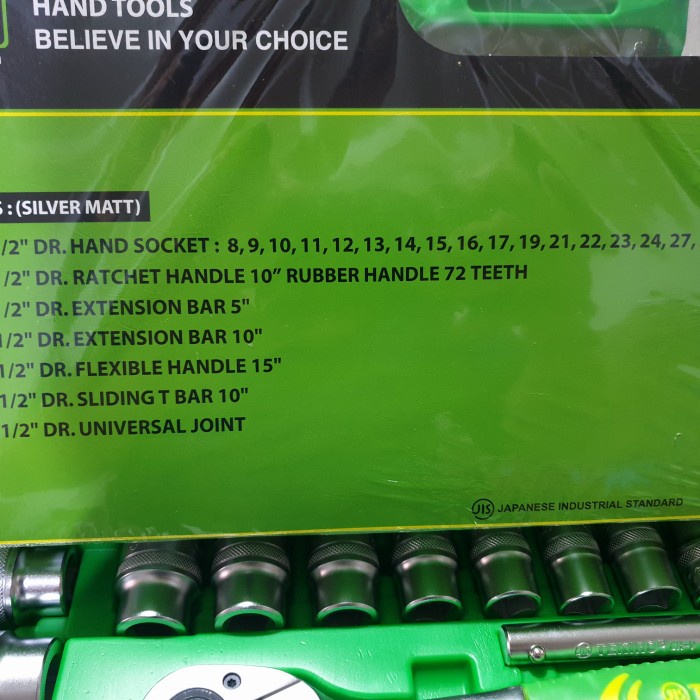 HAND TOOLS
BELIEVE IN YOUR CHOICE
: (SILVER MATT)
/2" DR. HAND SOCKET : 8, 9, 10, 11, 12, 13, 14, 15, 16, 17, 19, 21, 22, 23, 24, 27,
/2" DR. RATCHET HANDLE 10" RUBBER HANDLE 72 TEETH
/2" DR. EXTENSION BAR 5"
1/2" DR. EXTENSION BAR 10"
1/2" DR. FLEXIBLE HANDLE 15"
1/2" DR. SLIDING T BAR 10"
1/2" DR. UNIVERSAL JOINT
JIS JAPANESE INDUSTRIAL STANDARD